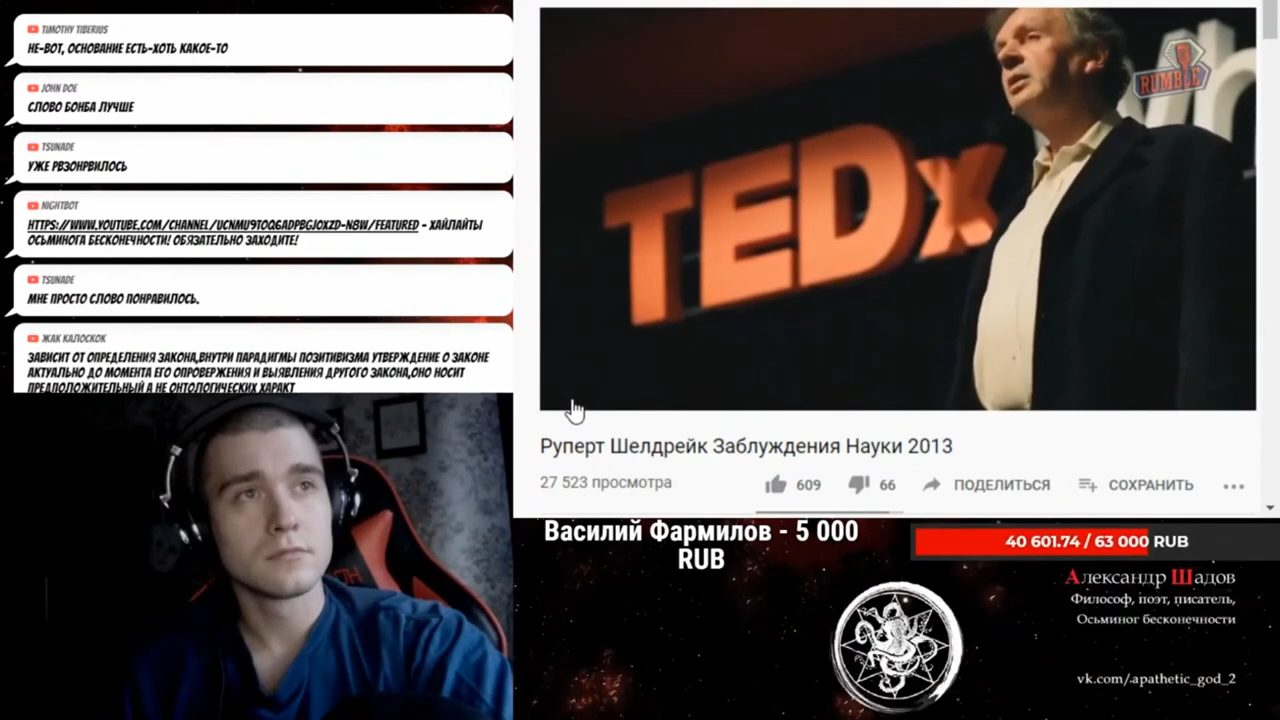 TIMOTHY TIBERIUS
НЕ-ВОТ, ОСНОВАНИЕ ЕСТЬ-ХОТЬ КАКОЕ-ТО
JOHN DOE
СЛОВО БОНБА ЛУЧШЕ
TSUNADE
УЖЕ РВЗОНРВИЛОСЬ
NIGHTBOT
HTTPS://WWW.YOUTUBE.COM/CHANNEL/UCNMU9TOQ6ADPBGJOXZD-N8W/FEATURED - ХАЙЛАЙТЫ
ОСЬМИНОГА БЕСКОНЕЧНОСТИ! ОБЯЗАТЕЛЬНО ЗАХОДИТЕ!
TSUNADE
МНЕ ПРОСТО СЛОВО ПОНРАВИЛОСЬ.
ЖАК КАЛОСКОК
ЗАВИСИТ ОТ ОПРЕДЕЛЕНИЯ ЗАКОНА,ВНУТРИ ПАРАДИГМЫ ПОЗИТИВИЗМА УТВЕРЖДЕНИЕ О ЗАКОНЕ
АКТУАЛЬНО ДО МОМЕНТА ЕГО ОПРОВЕРЖЕНИЯ И ВЫЯВЛЕНИЯ ДРУГОГО ЗАКОНА,ОНО НОСИТ
ПРЕДПОЛОЖИТЕЛЬНЫЙ А НЕ ОНТОЛОГИЧЕСКИХ ХАРАКТ
TEDx
RUMBLE
Руперт Шелдрейк Заблуждения Науки 2013
27 523 просмотра
609
66
ПОДЕЛИТЬСЯ
СОХРАНИТЬ
Василий Фармилов - 5 000
RUB
40 601.74 / 63 000 RUB
Александр Шадов
Философ, поэт, писатель,
Осьминог бесконечности
vk.com/apathetic_god_2